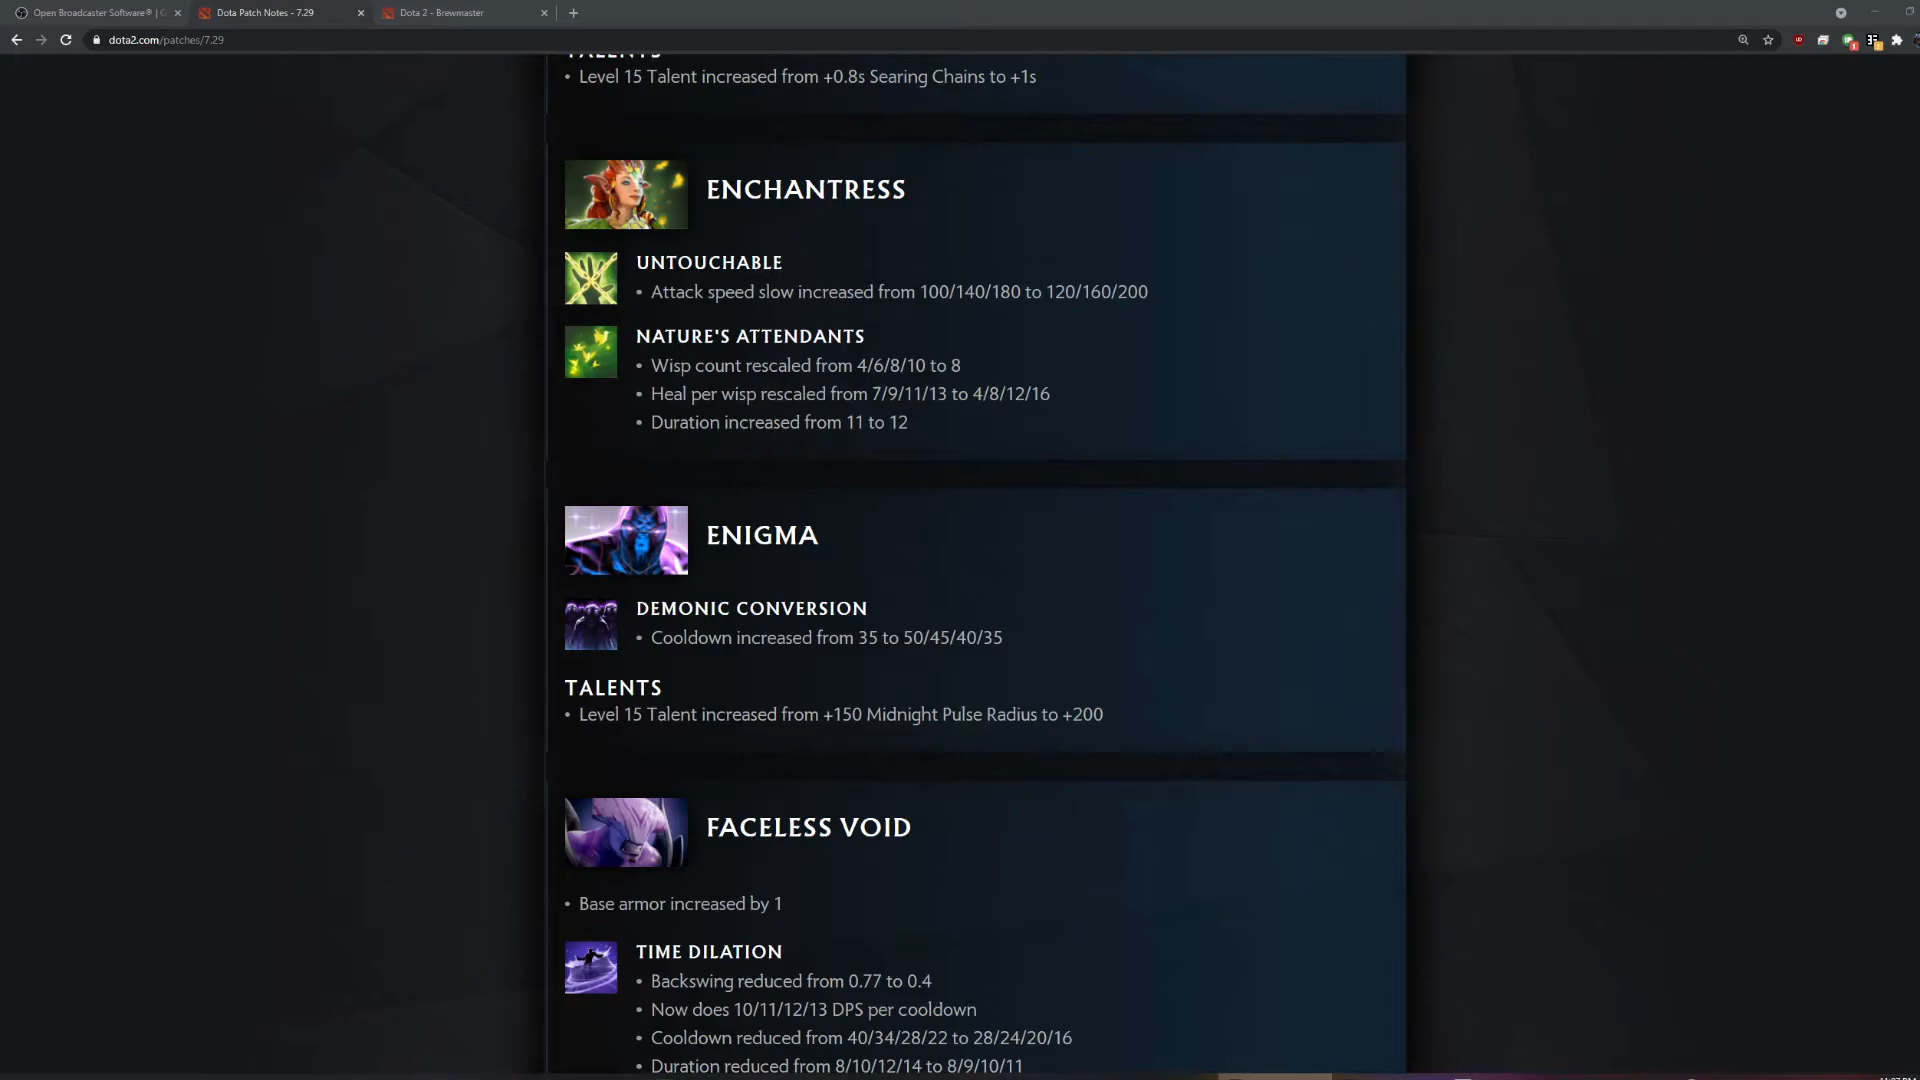 Open Broadcaster Software® |
Dota Patch Notes - 7.29
Dota 2 - Brewmaster
dota2.com/patches/7.29
TALENTS
• Level 15 Talent increased from +0.8s Searing Chains to +1s
ENCHANTRESS
UNTOUCHABLE
• Attack speed slow increased from 100/140/180 to 120/160/200
NATURE'S ATTENDANTS
• Wisp count rescaled from 4/6/8/10 to 8
• Heal per wisp rescaled from 7/9/11/13 to 4/8/12/16
• Duration increased from 11 to 12
ENIGMA
DEMONIC CONVERSION
• Cooldown increased from 35 to 50/45/40/35
TALENTS
• Level 15 Talent increased from +150 Midnight Pulse Radius to +200
FACELESS VOID
• Base armor increased by 1
TIME DILATION
• Backswing reduced from 0.77 to 0.4
• Now does 10/11/12/13 DPS per cooldown
• Cooldown reduced from 40/34/28/22 to 28/24/20/16
• Duration reduced from 8/10/12/14 to 8/9/10/11